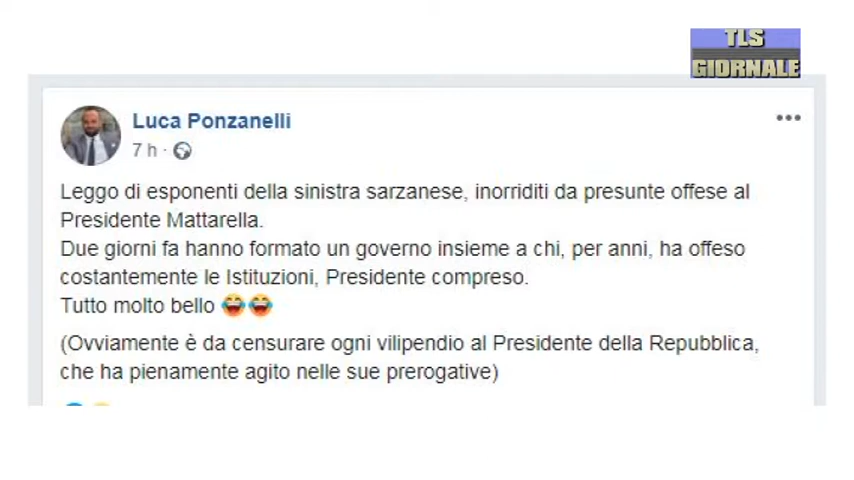 TLS
GIORNALE
Luca Ponzanelli
7 h ·
Leggo di esponenti della sinistra sarzanese, inorriditi da presunte offese al
Presidente Mattarella.
Due giorni fa hanno formato un governo insieme a chi, per anni, ha offeso
costantemente le Istituzioni, Presidente compreso.
Tutto molto bello 😂😂
(Ovviamente è da censurare ogni vilipendio al Presidente della Repubblica,
che ha pienamente agito nelle sue prerogative)